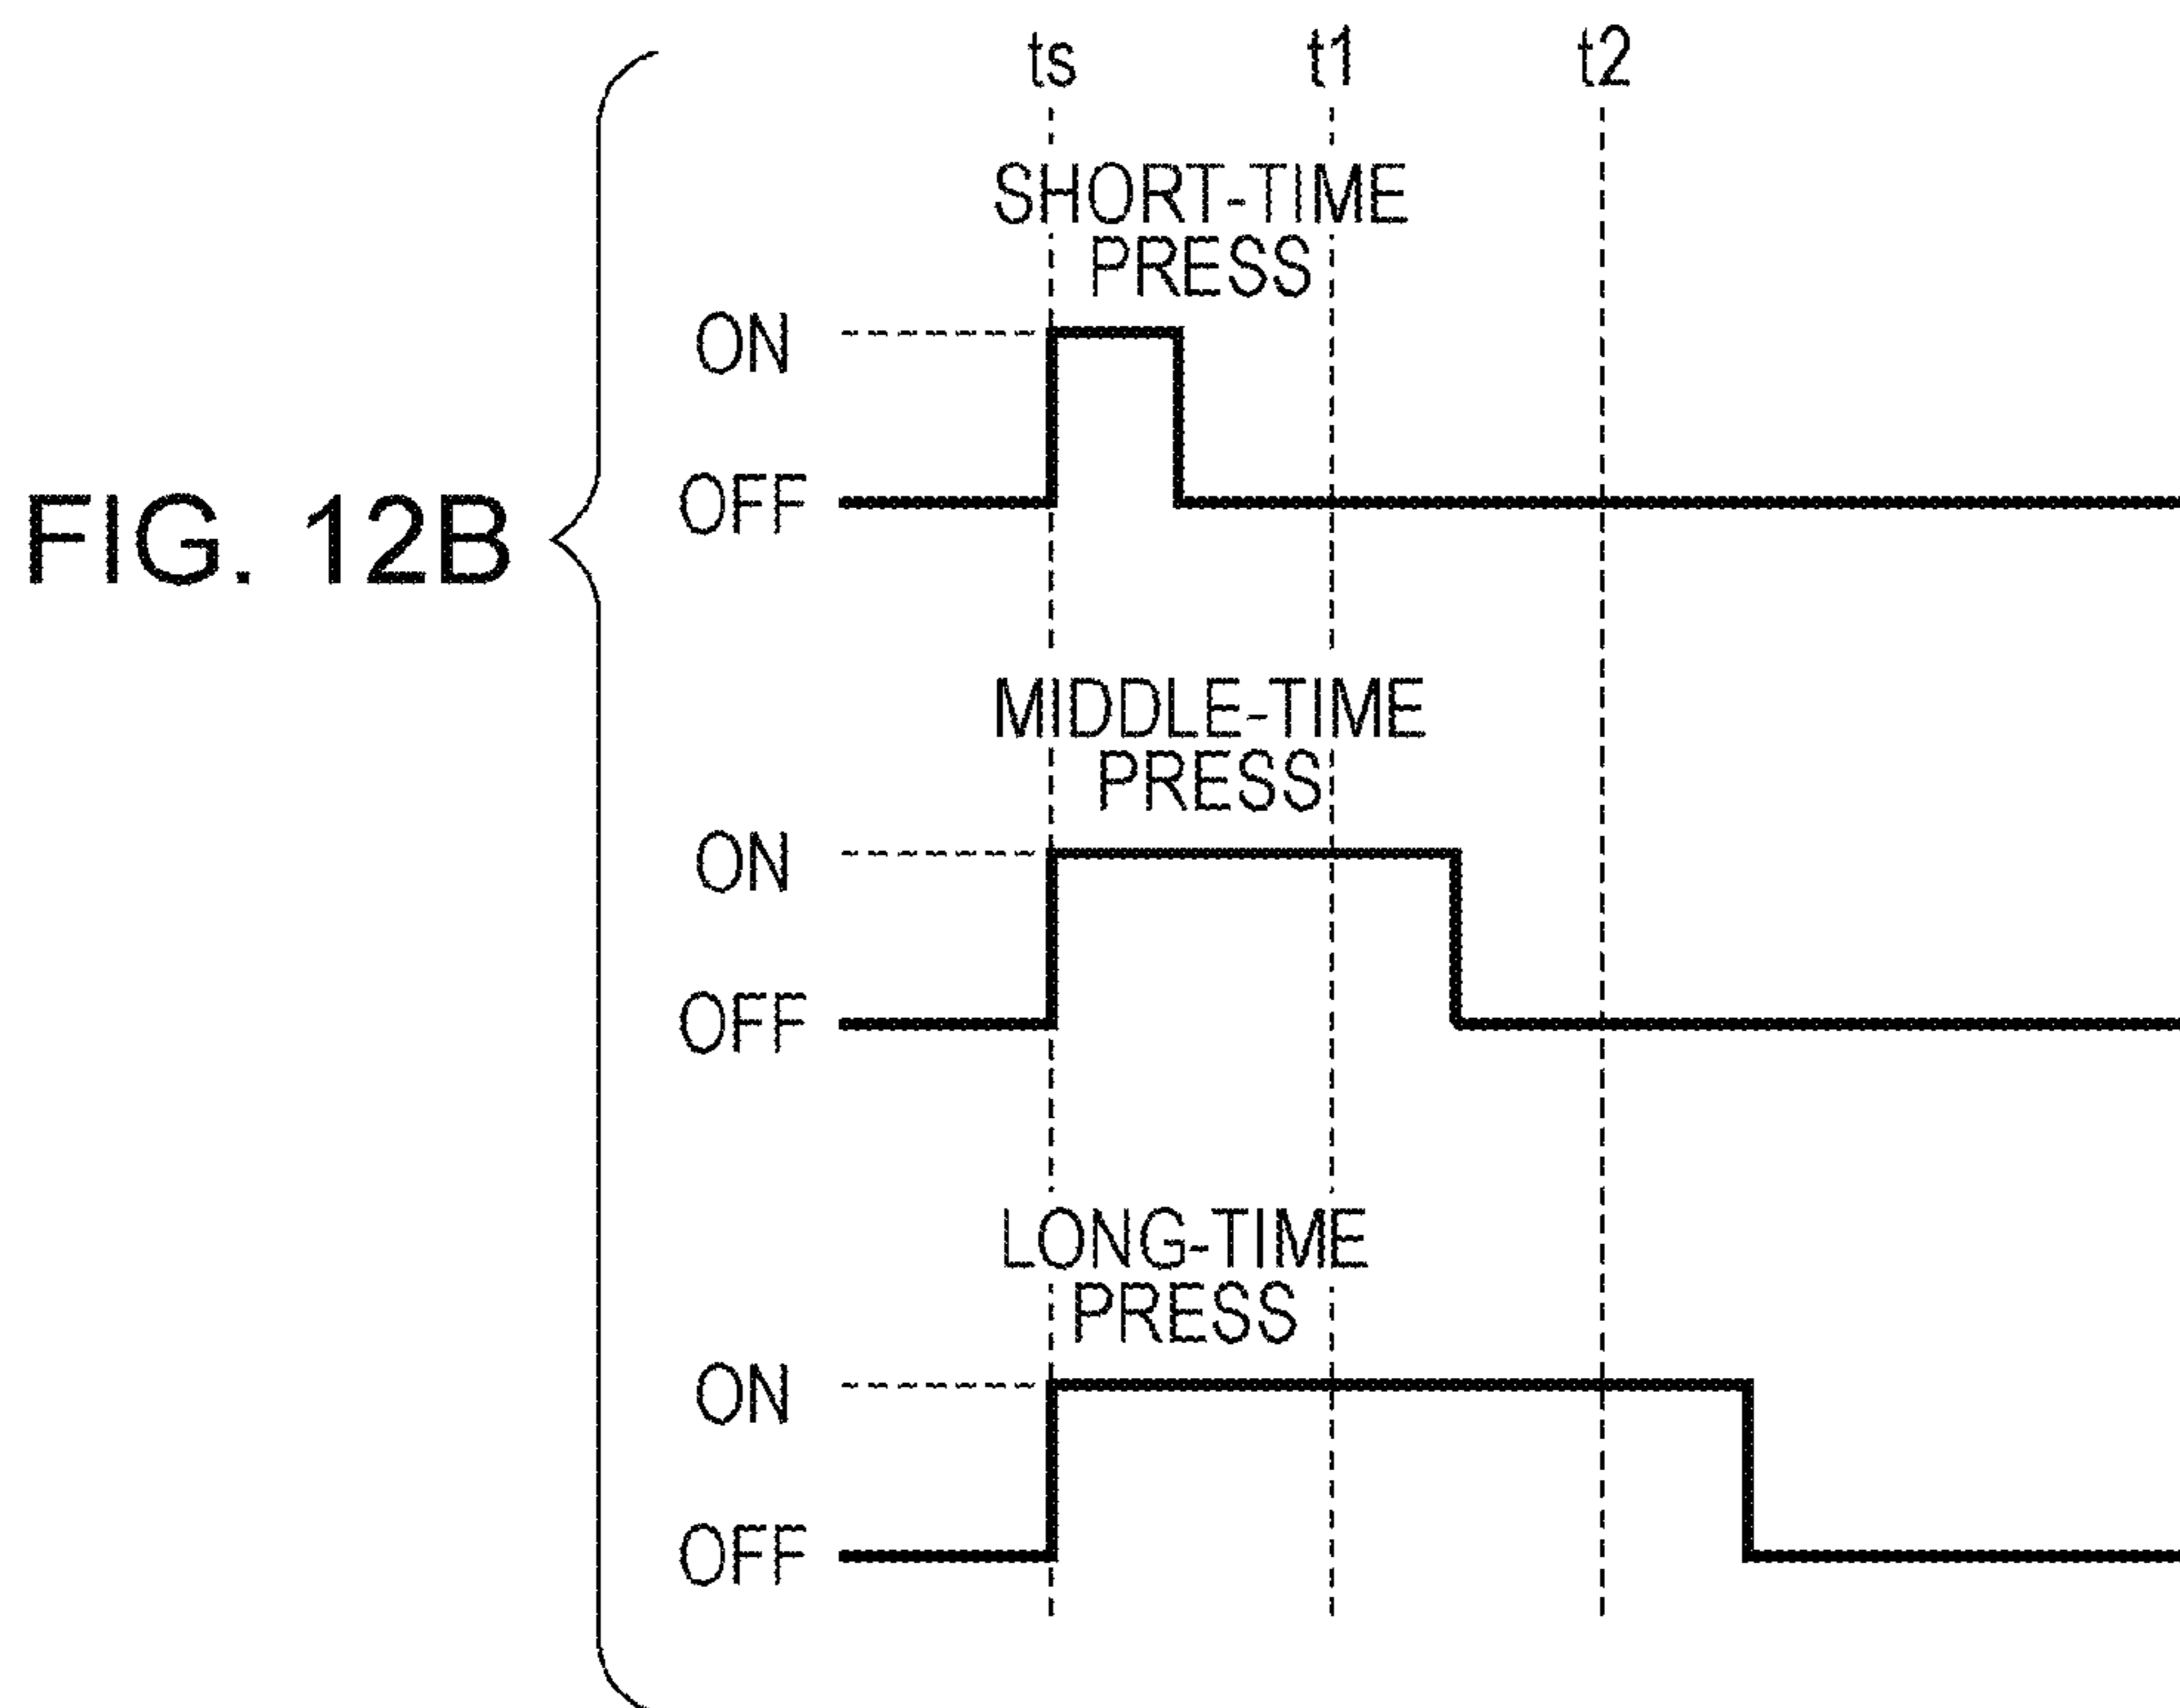 ts t1 t2
SHORT-TIME
PRESS
ON
OFF
FIG. 12B
MIDDLE-TIME
PRESS
ON
OFF
LONG-TIME
PRESS
ON
OFF